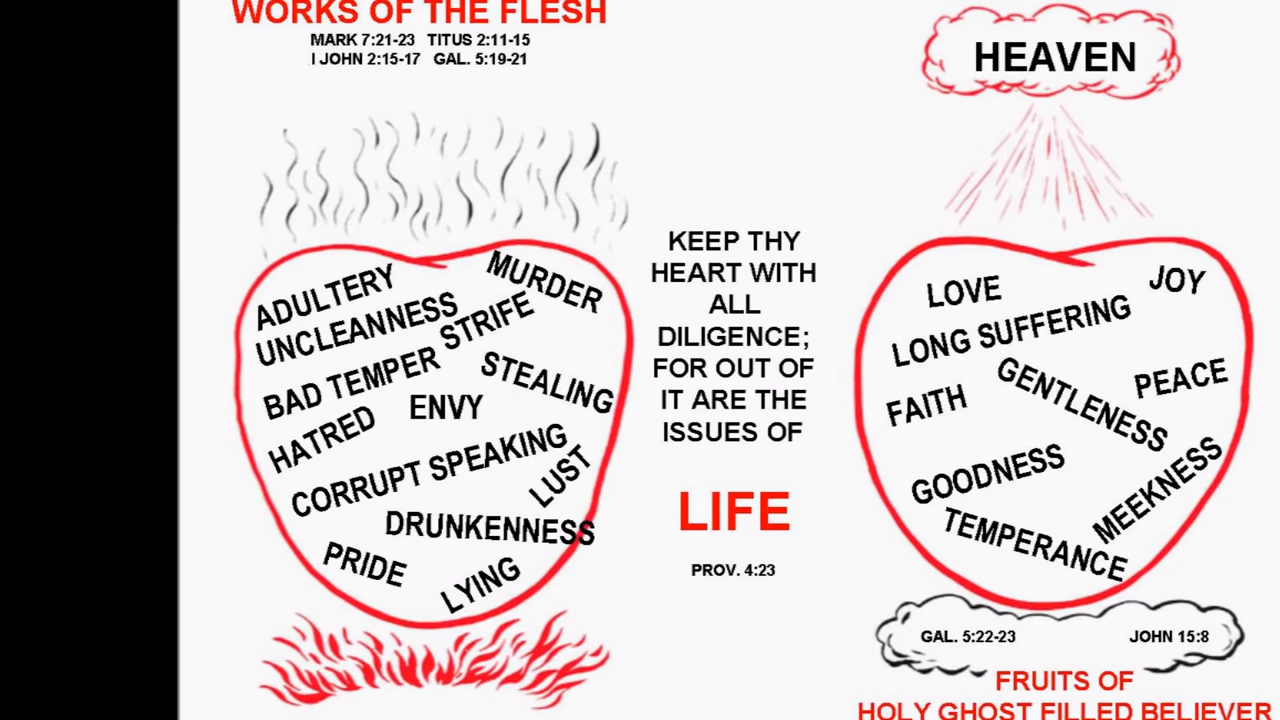 WORKS OF THE FLESH
MARK 7:21-23 TITUS 2:11-15
I JOHN 2:15-17 GAL. 5:19-21
ADULTERY
MURDER
UNCLEANNESS
STRIFE
BAD TEMPER
STEALING
HATRED
ENVY
CORRUPT SPEAKING
LUST
DRUNKENNESS
PRIDE
LYING
KEEP THY
HEART WITH
ALL
DILIGENCE;
FOR OUT OF
IT ARE THE
ISSUES OF
LIFE
PROV. 4:23
HEAVEN
LOVE
JOY
LONG SUFFERING
GENTLENESS
PEACE
FAITH
GOODNESS
MEEKNESS
TEMPERANCE
GAL. 5:22-23
JOHN 15:8
FRUITS OF
HOLY GHOST FILLED BELIEVER